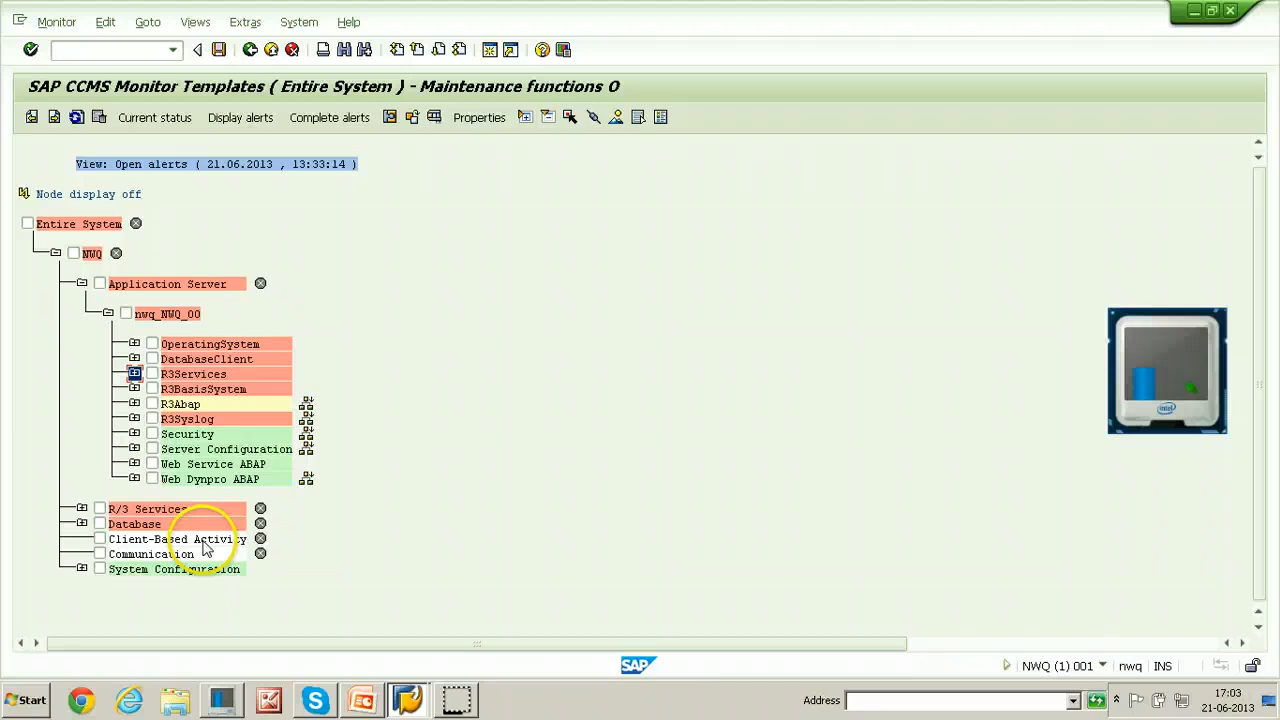 Monitor Edit Goto Views Extras System Help
SAP CCMS Monitor Templates ( Entire System ) - Maintenance functions O
Current status Display alerts Complete alerts Properties
View: Open alerts ( 21.06.2013 , 13:33:14 )
Node display off
Entire System
NWQ
Application Server
nwq_NWQ_00
OperatingSystem
DatabaseClient
R3Services
R3BasisSystem
R3Abap
R3Syslog
Security
Server Configuration
Web Service ABAP
Web Dynpro ABAP
R/3 Services
Database
Client-Based Activity
Communication
System Configuration
intel
SAP
NWQ (1) 001 nwq INS
Start Address 17:03
21-06-2013